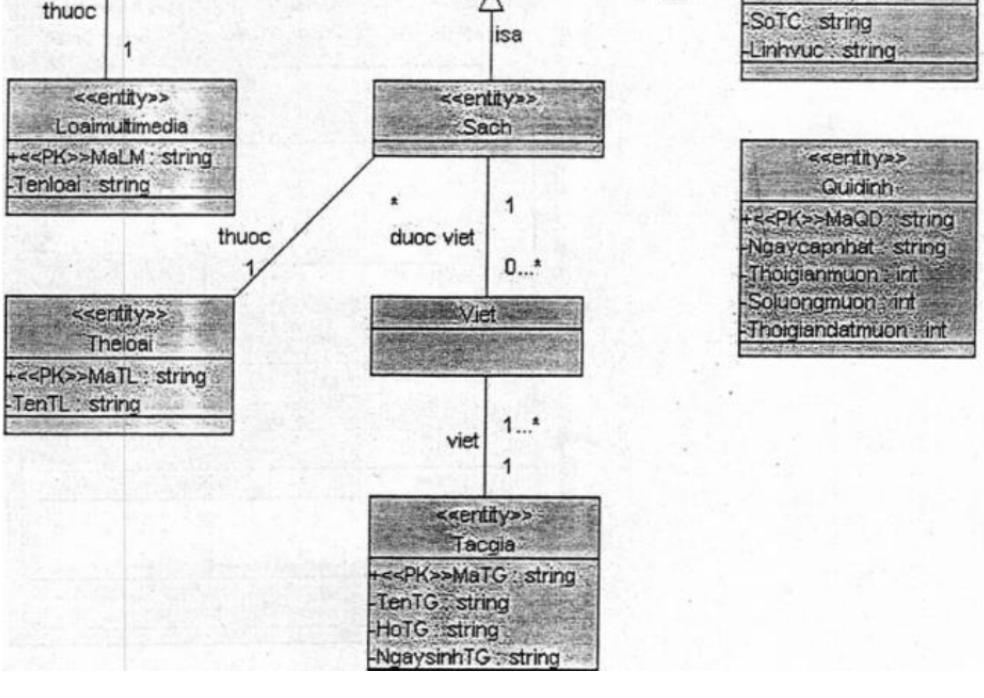 thuoc
1
isa
-SoTC : string
-Linhvuc : string
<<entity>>
Loaimultimedia
+<<PK>>MaLM : string
-Tenloai : string
<<entity>>
Sach
<<entity>>
Quidinh
+<<PK>>MaQD : string
-Ngaycapnhat : string
-Thoigianmuon : int
-Soluongmuon : int
-Thoigiandatmuon : int
*
1
thuoc
duoc viet
1
0...*
<<entity>>
Theloai
+<<PK>>MaTL : string
-TenTL : string
Viet
1...*
viet
1
<<entity>>
Tacgia
+<<PK>>MaTG : string
-TenTG : string
-HoTG : string
-NgaysinhTG : string